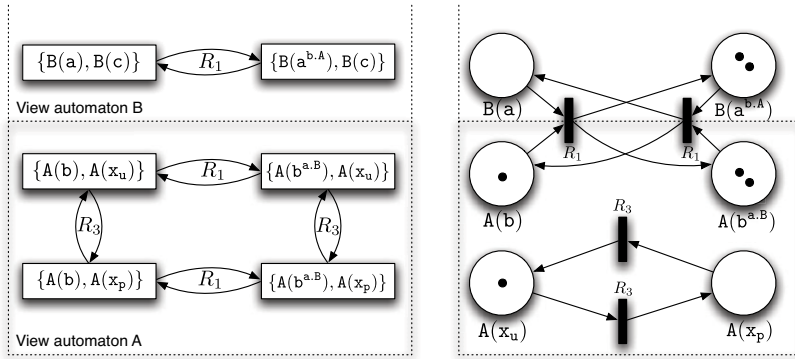 {B(a), B(c)}
R1
{B(a^b.A), B(c)}
View automaton B
{A(b), A(xu)}
R1
{A(b^a.B), A(xu)}
R3
R3
{A(b), A(xp)}
R1
{A(b^a.B), A(xp)}
View automaton A
B(a)
B(a^b.A)
R1
R1
A(b)
A(b^a.B)
R3
R3
A(xu)
A(xp)